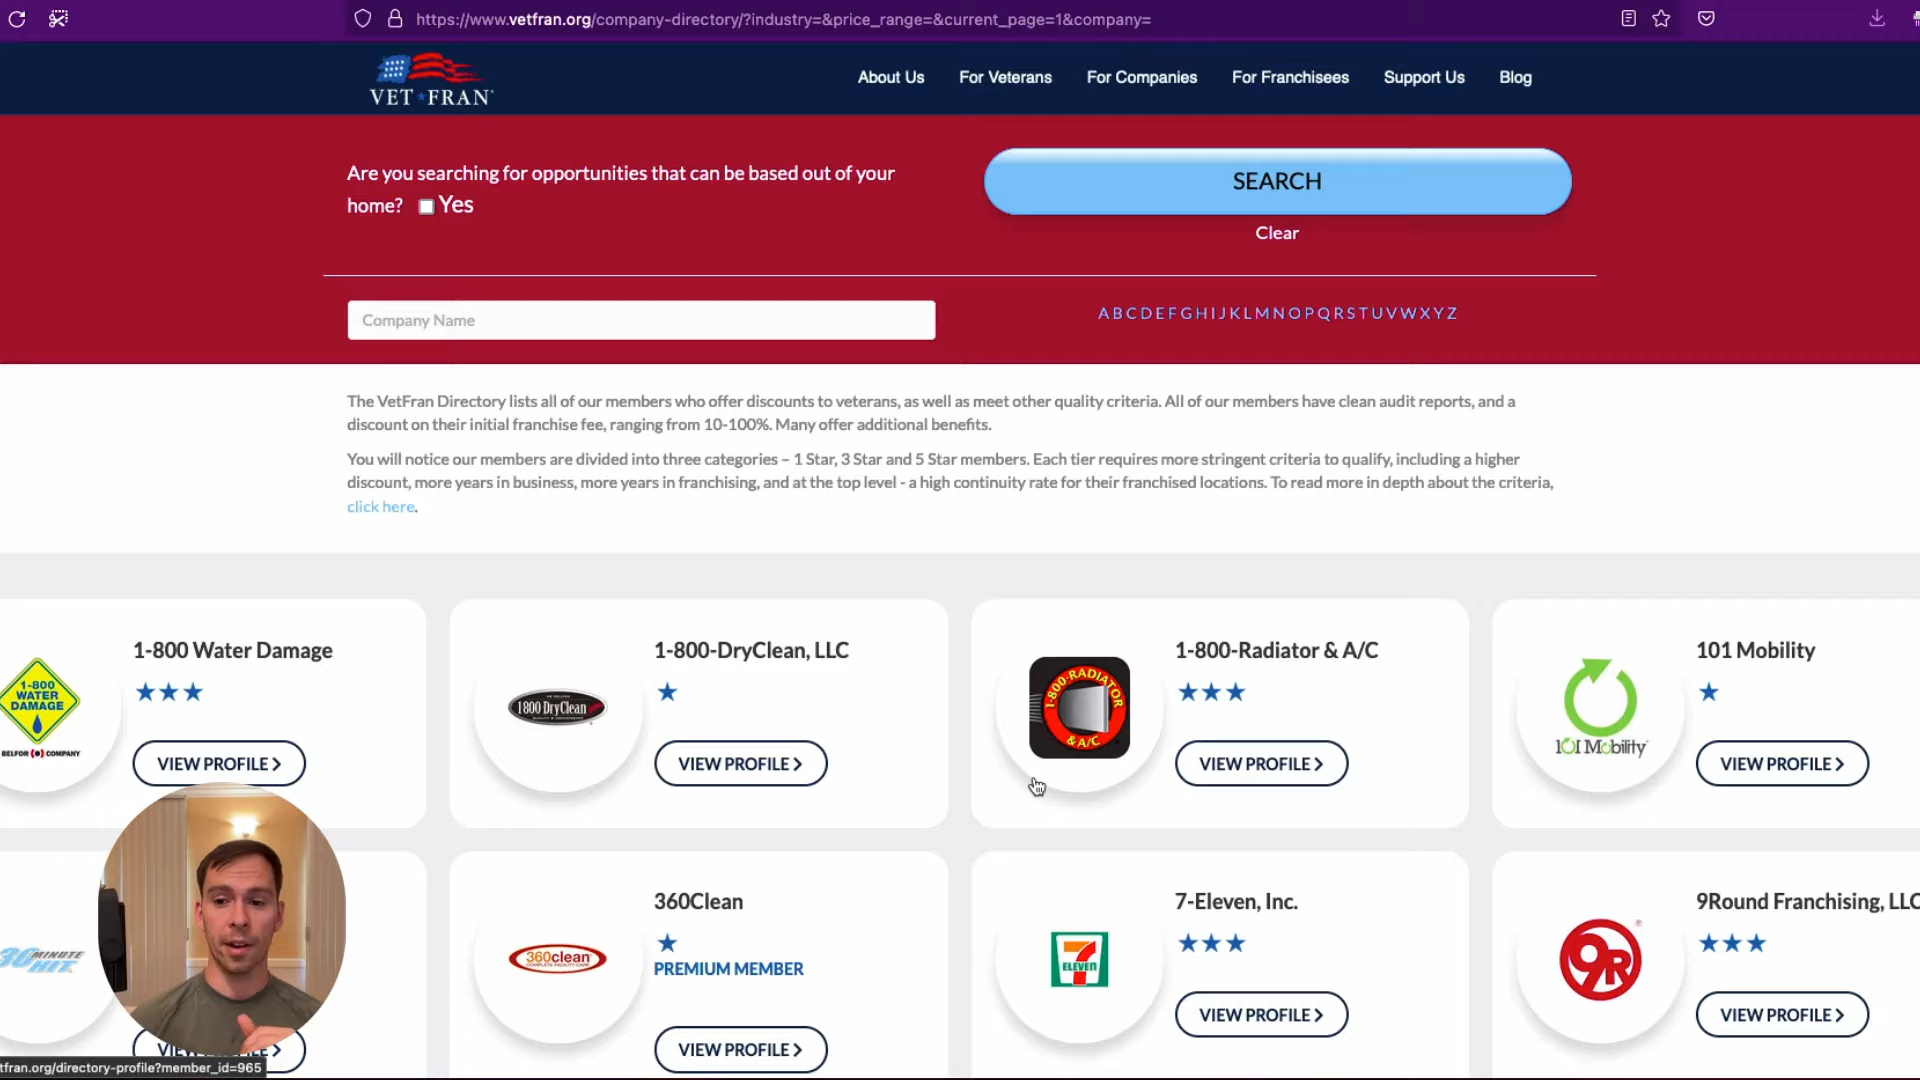 https://www.vetfran.org/company-directory/?industry=&price_range=&current_page=1&company=
VET★FRAN
About Us For Veterans For Companies For Franchisees Support Us Blog
Are you searching for opportunities that can be based out of your
home? Yes
SEARCH
Clear
Company Name
A B C D E F G H I J K L M N O P Q R S T U V W X Y Z
The VetFran Directory lists all of our members who offer discounts to veterans, as well as meet other quality criteria. All of our members have clean audit reports, and a
discount on their initial franchise fee, ranging from 10-100%. Many offer additional benefits.
You will notice our members are divided into three categories – 1 Star, 3 Star and 5 Star members. Each tier requires more stringent criteria to qualify, including a higher
discount, more years in business, more years in franchising, and at the top level - a high continuity rate for their franchised locations. To read more in depth about the criteria,
click here.
1-800 Water Damage
1-800
WATER
DAMAGE
BELFOR COMPANY
VIEW PROFILE
1-800-DryClean, LLC
1800 DryClean
VIEW PROFILE
1-800-Radiator & A/C
1-800-RADIATOR
& A/C
VIEW PROFILE
101 Mobility
101 Mobility
VIEW PROFILE
30 MINUTE
HIT
360Clean
360clean
PREMIUM MEMBER
VIEW PROFILE
7-Eleven, Inc.
7
ELEVEN
VIEW PROFILE
9Round Franchising, LLC
9R
VIEW PROFILE
tfran.org/directory-profile?member_id=965